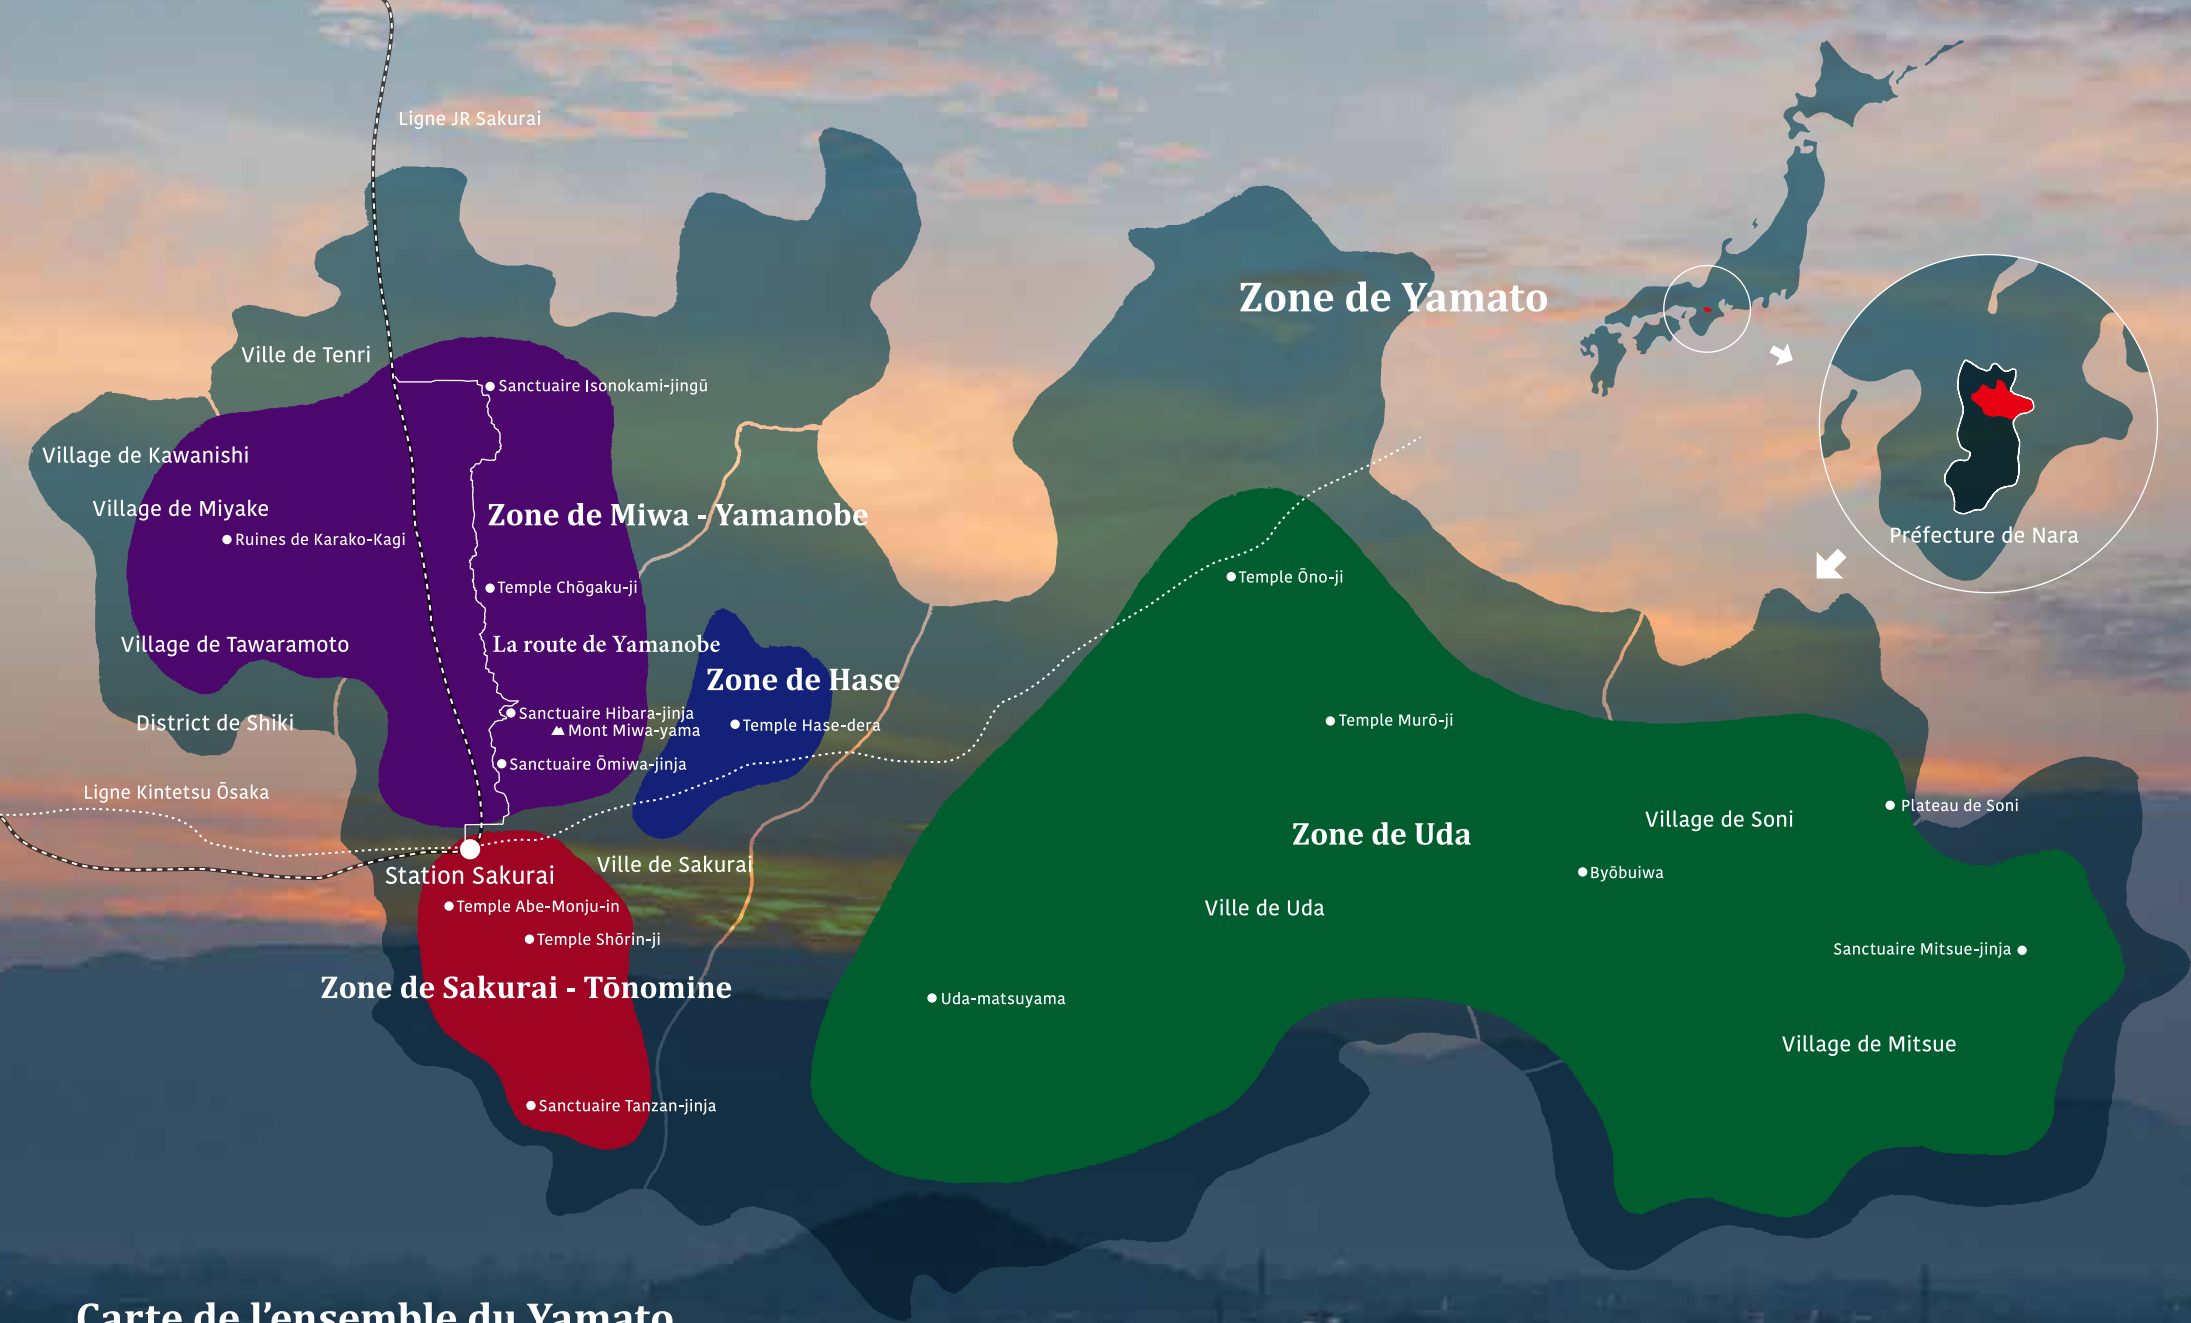 Ligne JR Sakurai
Zone de Yamato
Ville de Tenri
Sanctuaire Isonokami-jingū
Village de Kawanishi
Village de Miyake
Zone de Miwa - Yamanobe
Ruines de Karako-Kagi
Préfecture de Nara
Temple Ōno-ji
Temple Chōgaku-ji
Village de Tawaramoto
La route de Yamanobe
Zone de Hase
Sanctuaire Hibara-jinja
Temple Murō-ji
District de Shiki
Mont Miwa-yama
Temple Hase-dera
Sanctuaire Ōmiwa-jinja
Ligne Kintetsu Ōsaka
Plateau de Soni
Village de Soni
Zone de Uda
Ville de Sakurai
Station Sakurai
Byōbuiwa
Temple Abe-Monju-in
Ville de Uda
Temple Shōrin-ji
Sanctuaire Mitsue-jinja
Zone de Sakurai - Tōnomine
Uda-matsuyama
Village de Mitsue
Sanctuaire Tanzan-jinja
Carte de l'ensemble du Yamato